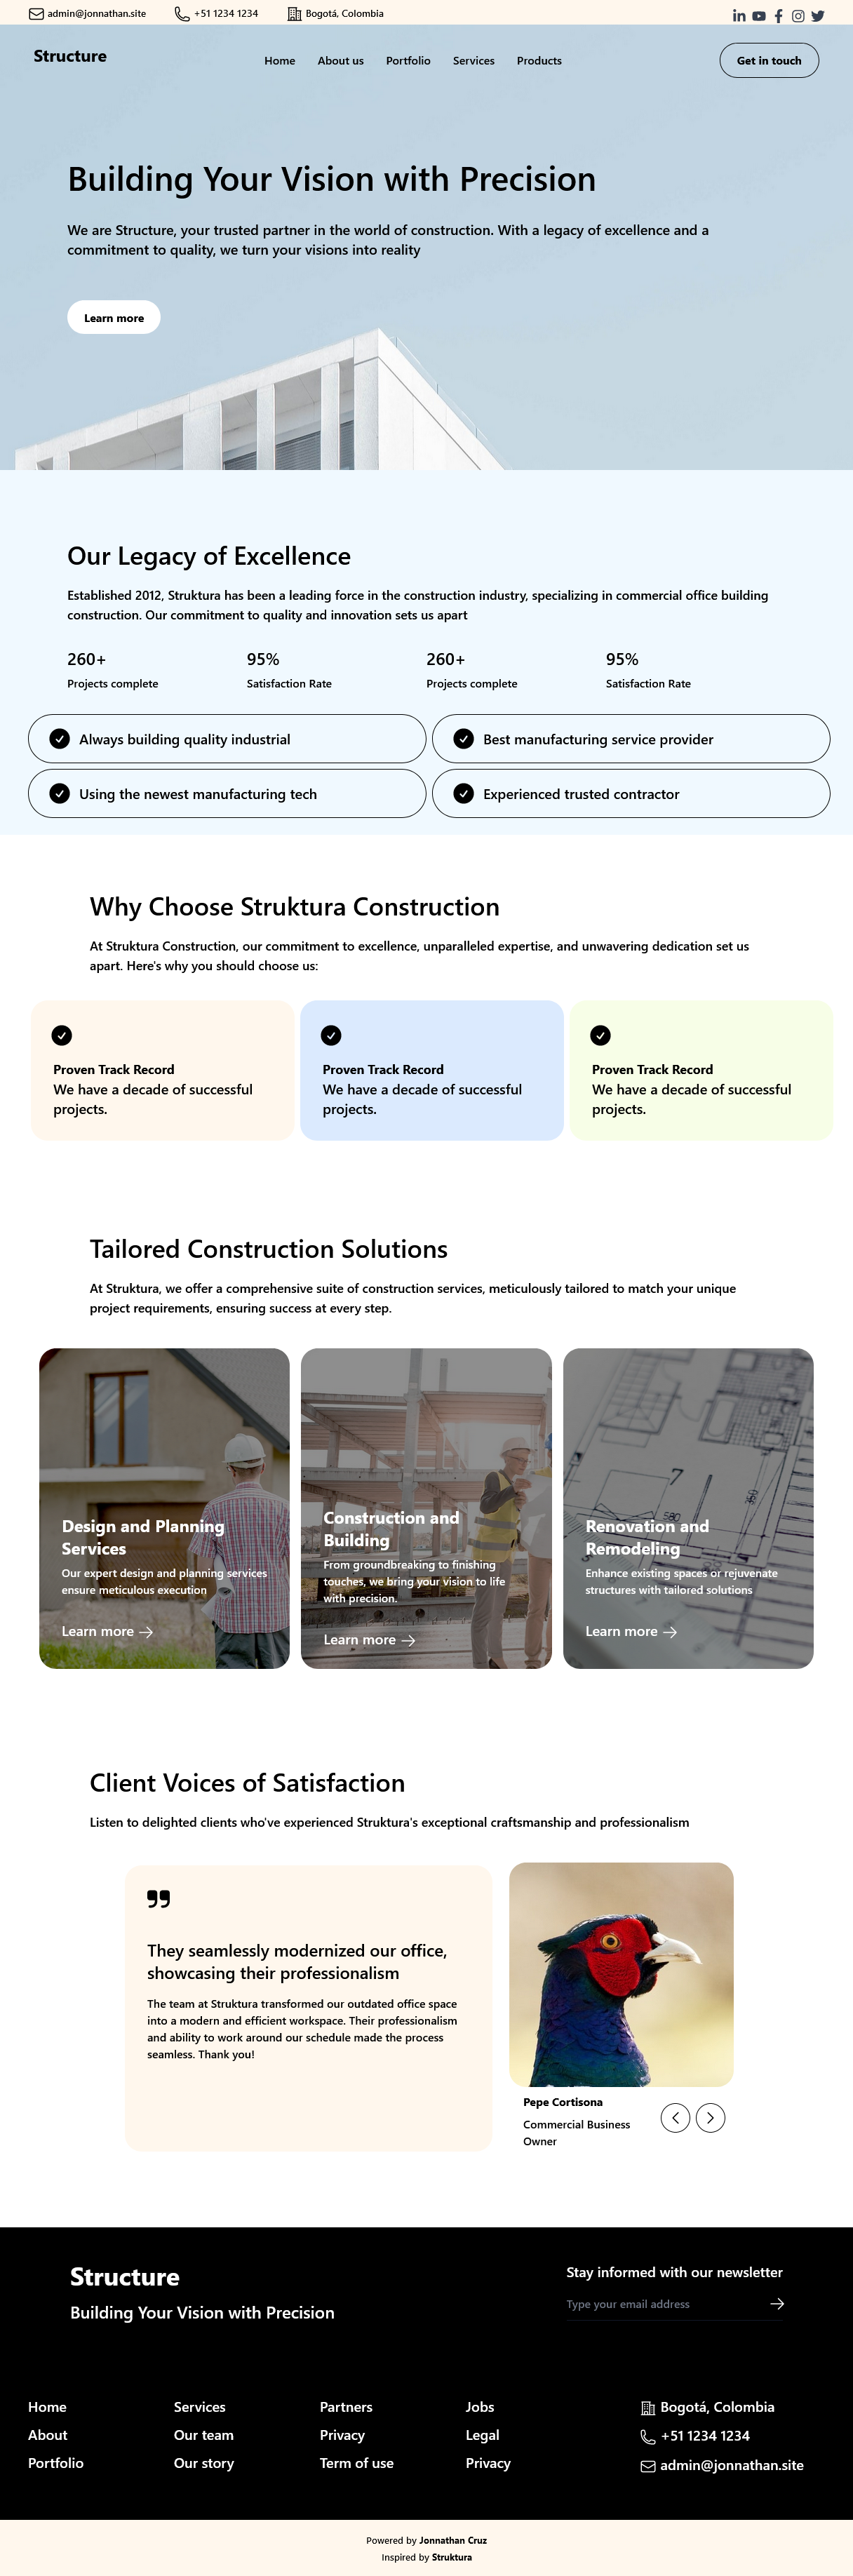 admin@jonnathan.site +51 1234 1234 Bogotá, Colombia
Structure
Home About us Portfolio Services Products
Get in touch
Building Your Vision with Precision
We are Structure, your trusted partner in the world of construction. With a legacy of excellence and a
commitment to quality, we turn your visions into reality
Learn more
Our Legacy of Excellence
Established 2012, Struktura has been a leading force in the construction industry, specializing in commercial office building
construction. Our commitment to quality and innovation sets us apart
260+ 95% 260+ 95%
Projects complete Satisfaction Rate Projects complete Satisfaction Rate
Always building quality industrial
Best manufacturing service provider
Using the newest manufacturing tech
Experienced trusted contractor
Why Choose Struktura Construction
At Struktura Construction, our commitment to excellence, unparalleled expertise, and unwavering dedication set us
apart. Here's why you should choose us:
Proven Track Record
We have a decade of successful
projects.
Proven Track Record
We have a decade of successful
projects.
Proven Track Record
We have a decade of successful
projects.
Tailored Construction Solutions
At Struktura, we offer a comprehensive suite of construction services, meticulously tailored to match your unique
project requirements, ensuring success at every step.
Design and Planning
Services
Our expert design and planning services
ensure meticulous execution
Learn more
Construction and
Building
From groundbreaking to finishing
touches, we bring your vision to life
with precision.
Learn more
350
580
Renovation and
Remodeling
Enhance existing spaces or rejuvenate
structures with tailored solutions
Learn more
Client Voices of Satisfaction
Listen to delighted clients who've experienced Struktura's exceptional craftsmanship and professionalism
They seamlessly modernized our office,
showcasing their professionalism
The team at Struktura transformed our outdated office space
into a modern and efficient workspace. Their professionalism
and ability to work around our schedule made the process
seamless. Thank you!
Pepe Cortisona
Commercial Business
Owner
Structure
Building Your Vision with Precision
Stay informed with our newsletter
Type your email address
Home
About
Portfolio
Services
Our team
Our story
Partners
Privacy
Term of use
Jobs
Legal
Privacy
Bogotá, Colombia
+51 1234 1234
admin@jonnathan.site
Powered by Jonnathan Cruz
Inspired by Struktura